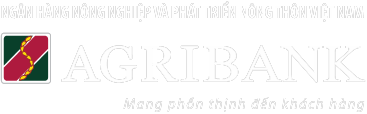 NGÂN HÀNG NÔNG NGHIỆP VÀ PHÁT TRIỂN NÔNG THÔN VIỆT NAM
AGRIBANK
Mang phồn thịnh đến khách hàng